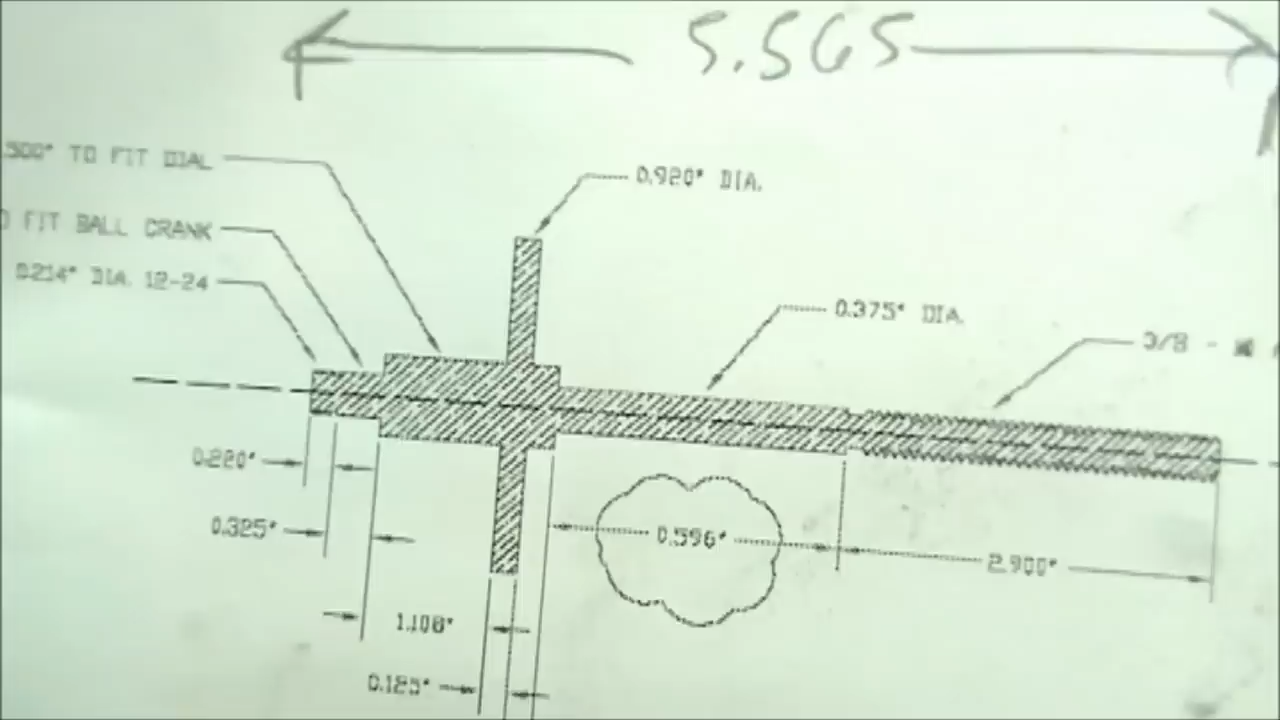 5.565
.500" TO FIT DIAL
0.920" DIA.
FIT BALL CRANK
0.214" DIA. 12-24
0.375" DIA.
3/8 -
0.220"
0.325"
0.596"
2.900"
1.108"
0.125"